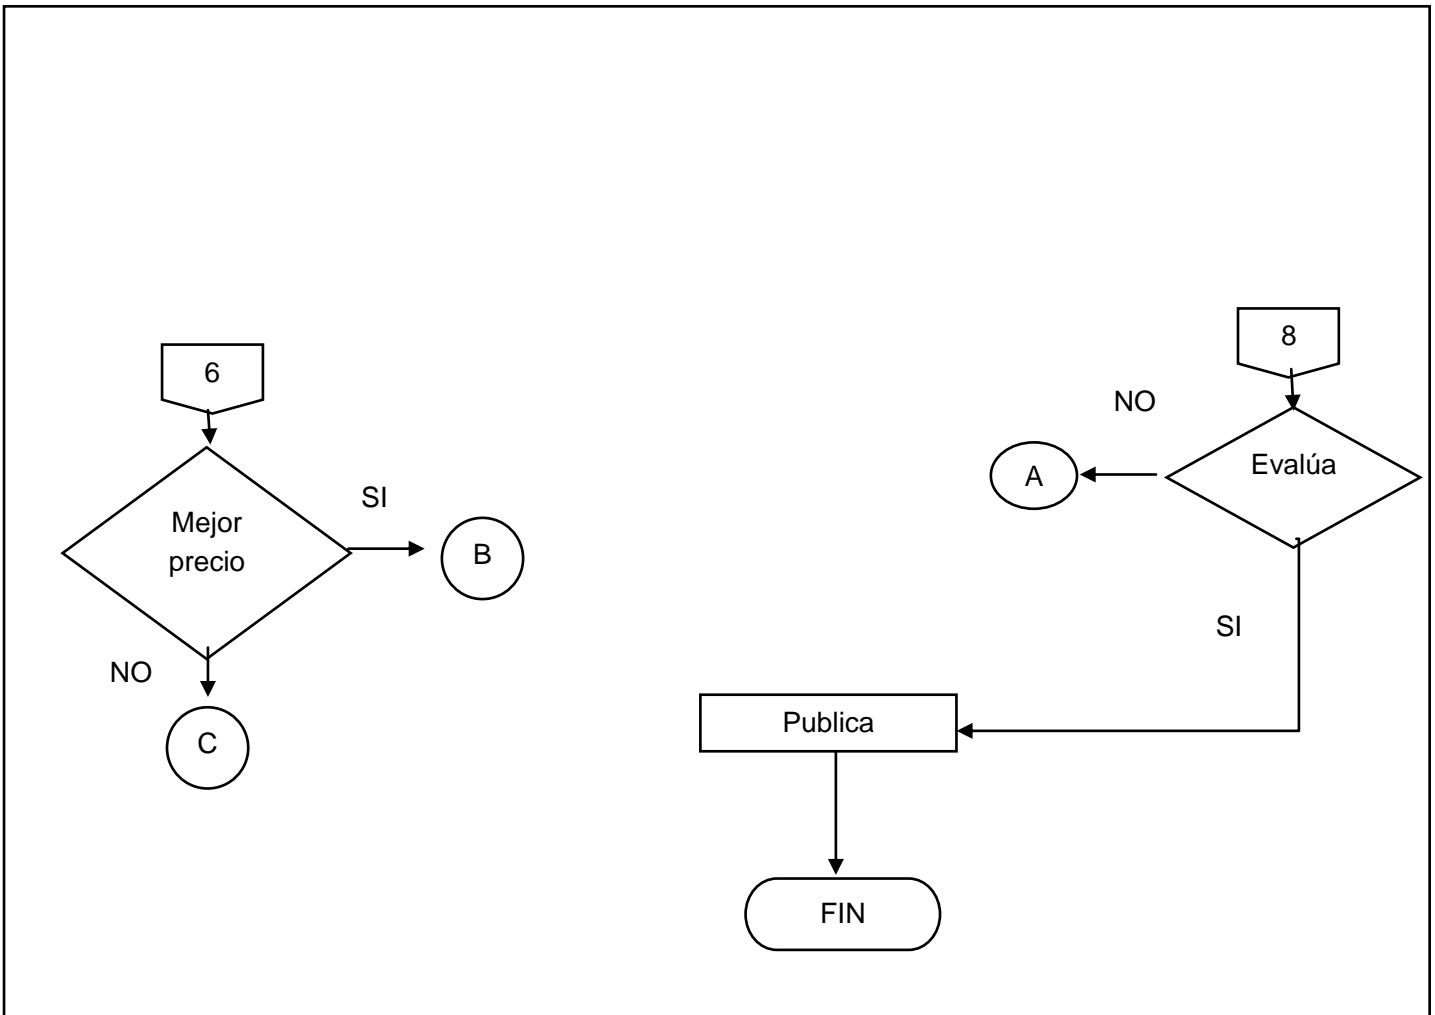 8
6
NO
Evalúa
A
SI
Mejor
precio
B
SI
NO
Publica
C
FIN